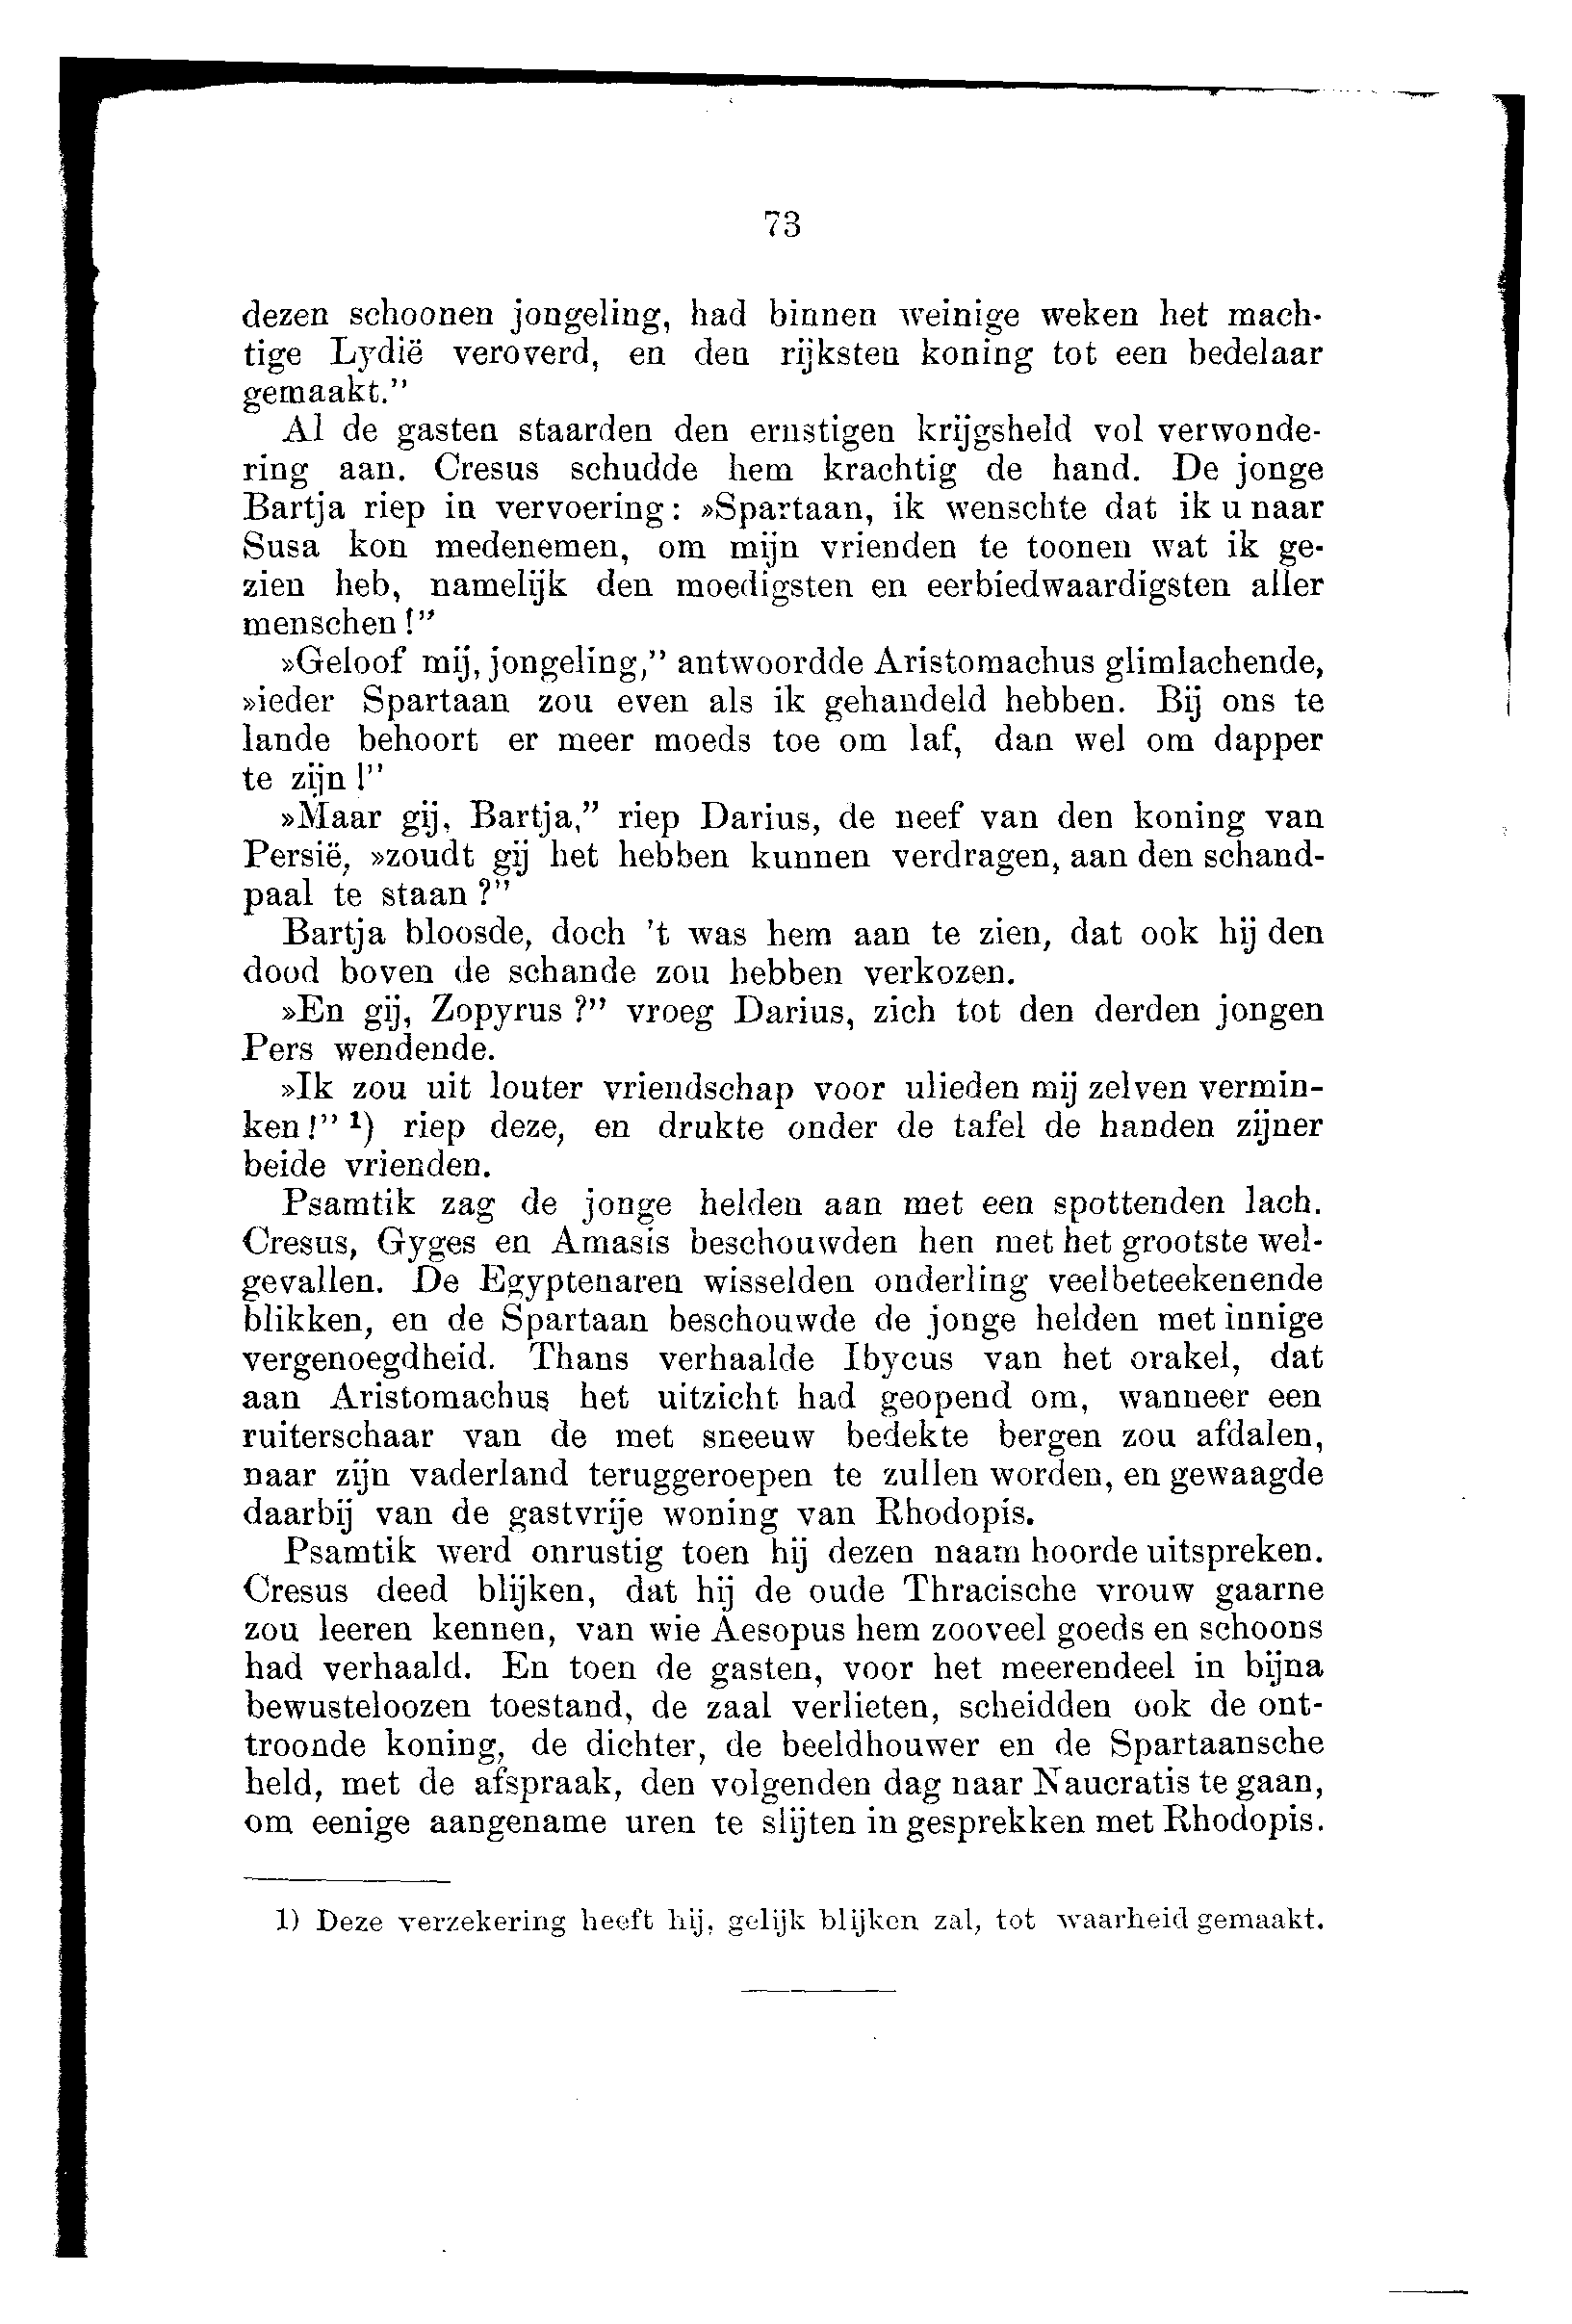 73
dezen schoonen jongeling, had binnen weinige weken het mach-
tige Lydië veroverd, en den rijksten koning tot een bedelaar
gemaakt."
Al de gasten staarden den ernstigen krijgsheld vol verwonde-
ring aan. Cresus schudde hem krachtig de hand. De jonge
Bartja riep in vervoering: »Spartaan, ik wenschte dat ik u naar
Susa kon medenemen, om mijn vrienden te toonen wat ik ge-
zien heb, namelijk den moedigsten en eerbiedwaardigsten aller
menschen!"
»Geloof mij, jongeling," antwoordde Aristomachus glimlachende,
»ieder Spartaan zou even als ik gehandeld hebben. Bij ons te
lande behoort er meer moeds toe om laf, dan wel om dapper
te zijn!"
»Maar gij, Bartja," riep Darius, de neef van den koning van
Persië, »zoudt gij het hebben kunnen verdragen, aan den schand-
paal te staan?"
Bartja bloosde, doch 't was hem aan te zien, dat ook hij den
dood boven de schande zou hebben verkozen.
»En gij, Zopyrus?" vroeg Darius, zich tot den derden jongen
Pers wendende.
»Ik zou uit louter vriendschap voor ulieden mij zelven vermin-
ken!" 1) riep deze, en drukte onder de tafel de handen zijner
beide vrienden.
Psamtik zag de jonge helden aan met een spottenden lach.
Cresus, Gyges en Amasis beschouwden hen met het grootste wel-
gevallen. De Egyptenaren wisselden onderling veelbeteekenende
blikken, en de Spartaan beschouwde de jonge helden met innige
vergenoegdheid. Thans verhaalde Ibycus van het orakel, dat
aan Aristomachus het uitzicht had geopend om, wanneer een
ruiterschaar van de met sneeuw bedekte bergen zou afdalen,
naar zijn vaderland teruggeroepen te zullen worden, en gewaagde
daarbij van de gastvrije woning van Rhodopis.
Psamtik werd onrustig toen hij dezen naam hoorde uitspreken.
Cresus deed blijken, dat hij de oude Thracische vrouw gaarne
zou leeren kennen, van wie Aesopus hem zooveel goeds en schoons
had verhaald. En toen de gasten, voor het meerendeel in bijna
bewusteloozen toestand, de zaal verlieten, scheidden ook de ont-
troonde koning, de dichter, de beeldhouwer en de Spartaansche
held, met de afspraak, den volgenden dag naar Naucratis te gaan,
om eenige aangename uren te slijten in gesprekken met Rhodopis.
1) Deze verzekering heeft hij, gelijk blijken zal, tot waarheid gemaakt.